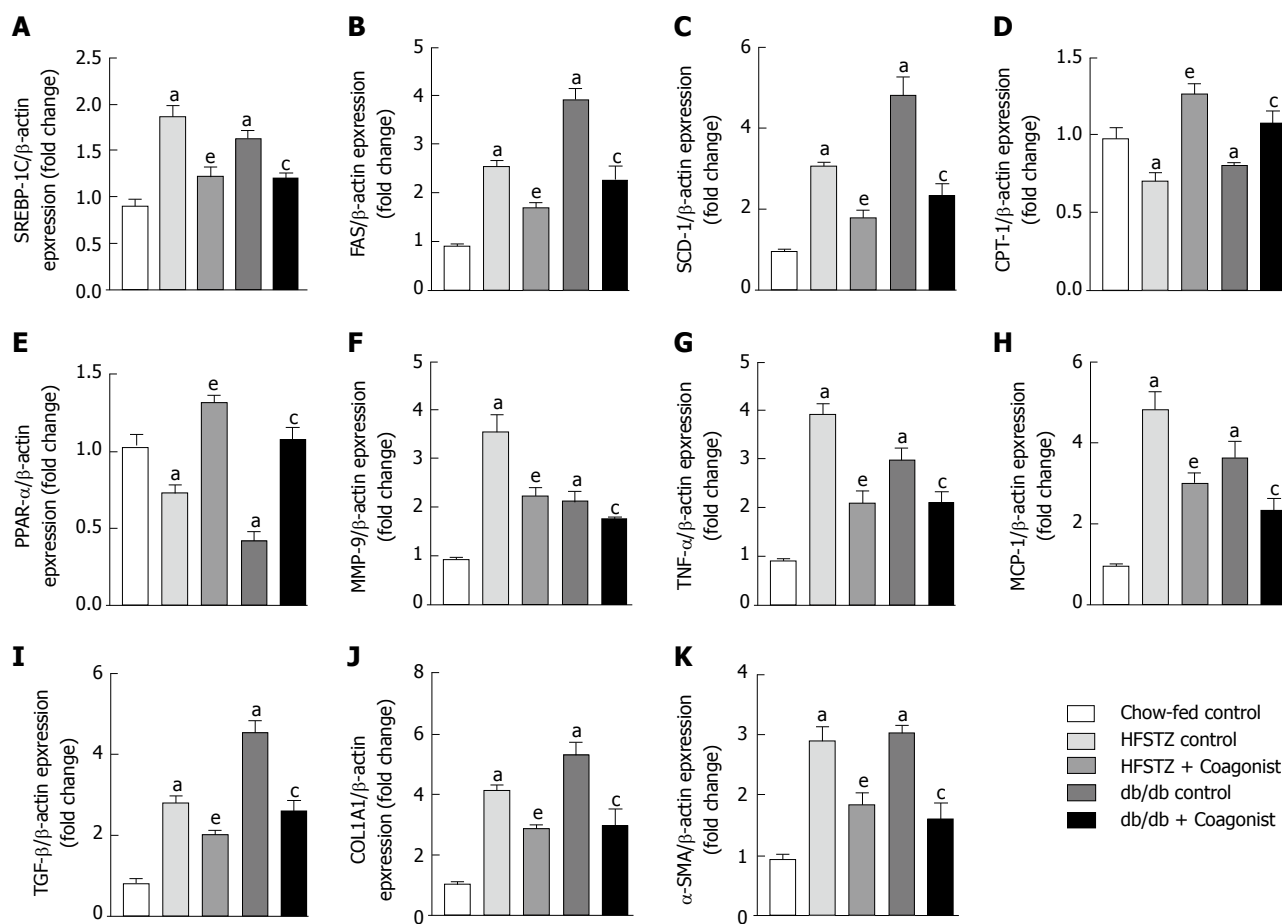 A
SREBP-1C/β-actin
epxression (fold change)
2.5
2.0
1.5
1.0
0.5
0.0
a
e
a
c
B
FAS/β-actin epxression
(fold change)
5
4
3
2
1
0
a
e
a
c
C
SCD-1/β-actin epxression
(fold change)
6
4
2
0
a
e
a
c
D
CPT-1/β-actin epxression
(fold change)
1.5
1.0
0.5
0.0
a
e
a
c
E
PPAR-α/β-actin
epxression (fold change)
1.5
1.0
0.5
0.0
a
e
a
c
F
MMP-9/β-actin epxression
(fold change)
5
4
3
2
1
0
a
e
a
c
G
TNF-α/β-actin epxression
(fold change)
5
4
3
2
1
0
a
e
a
c
H
MCP-1/β-actin epxression
(fold change)
6
4
2
0
a
e
a
c
I
TGF-β/β-actin epxression
(fold change)
6
4
2
0
a
e
a
c
J
COL1A1/β-actin
epxression (fold change)
8
6
4
2
0
a
e
a
c
K
α-SMA/β-actin epxression
(fold change)
4
3
2
1
0
a
e
a
c
Chow-fed control
HFSTZ control
HFSTZ + Coagonist
db/db control
db/db + Coagonist